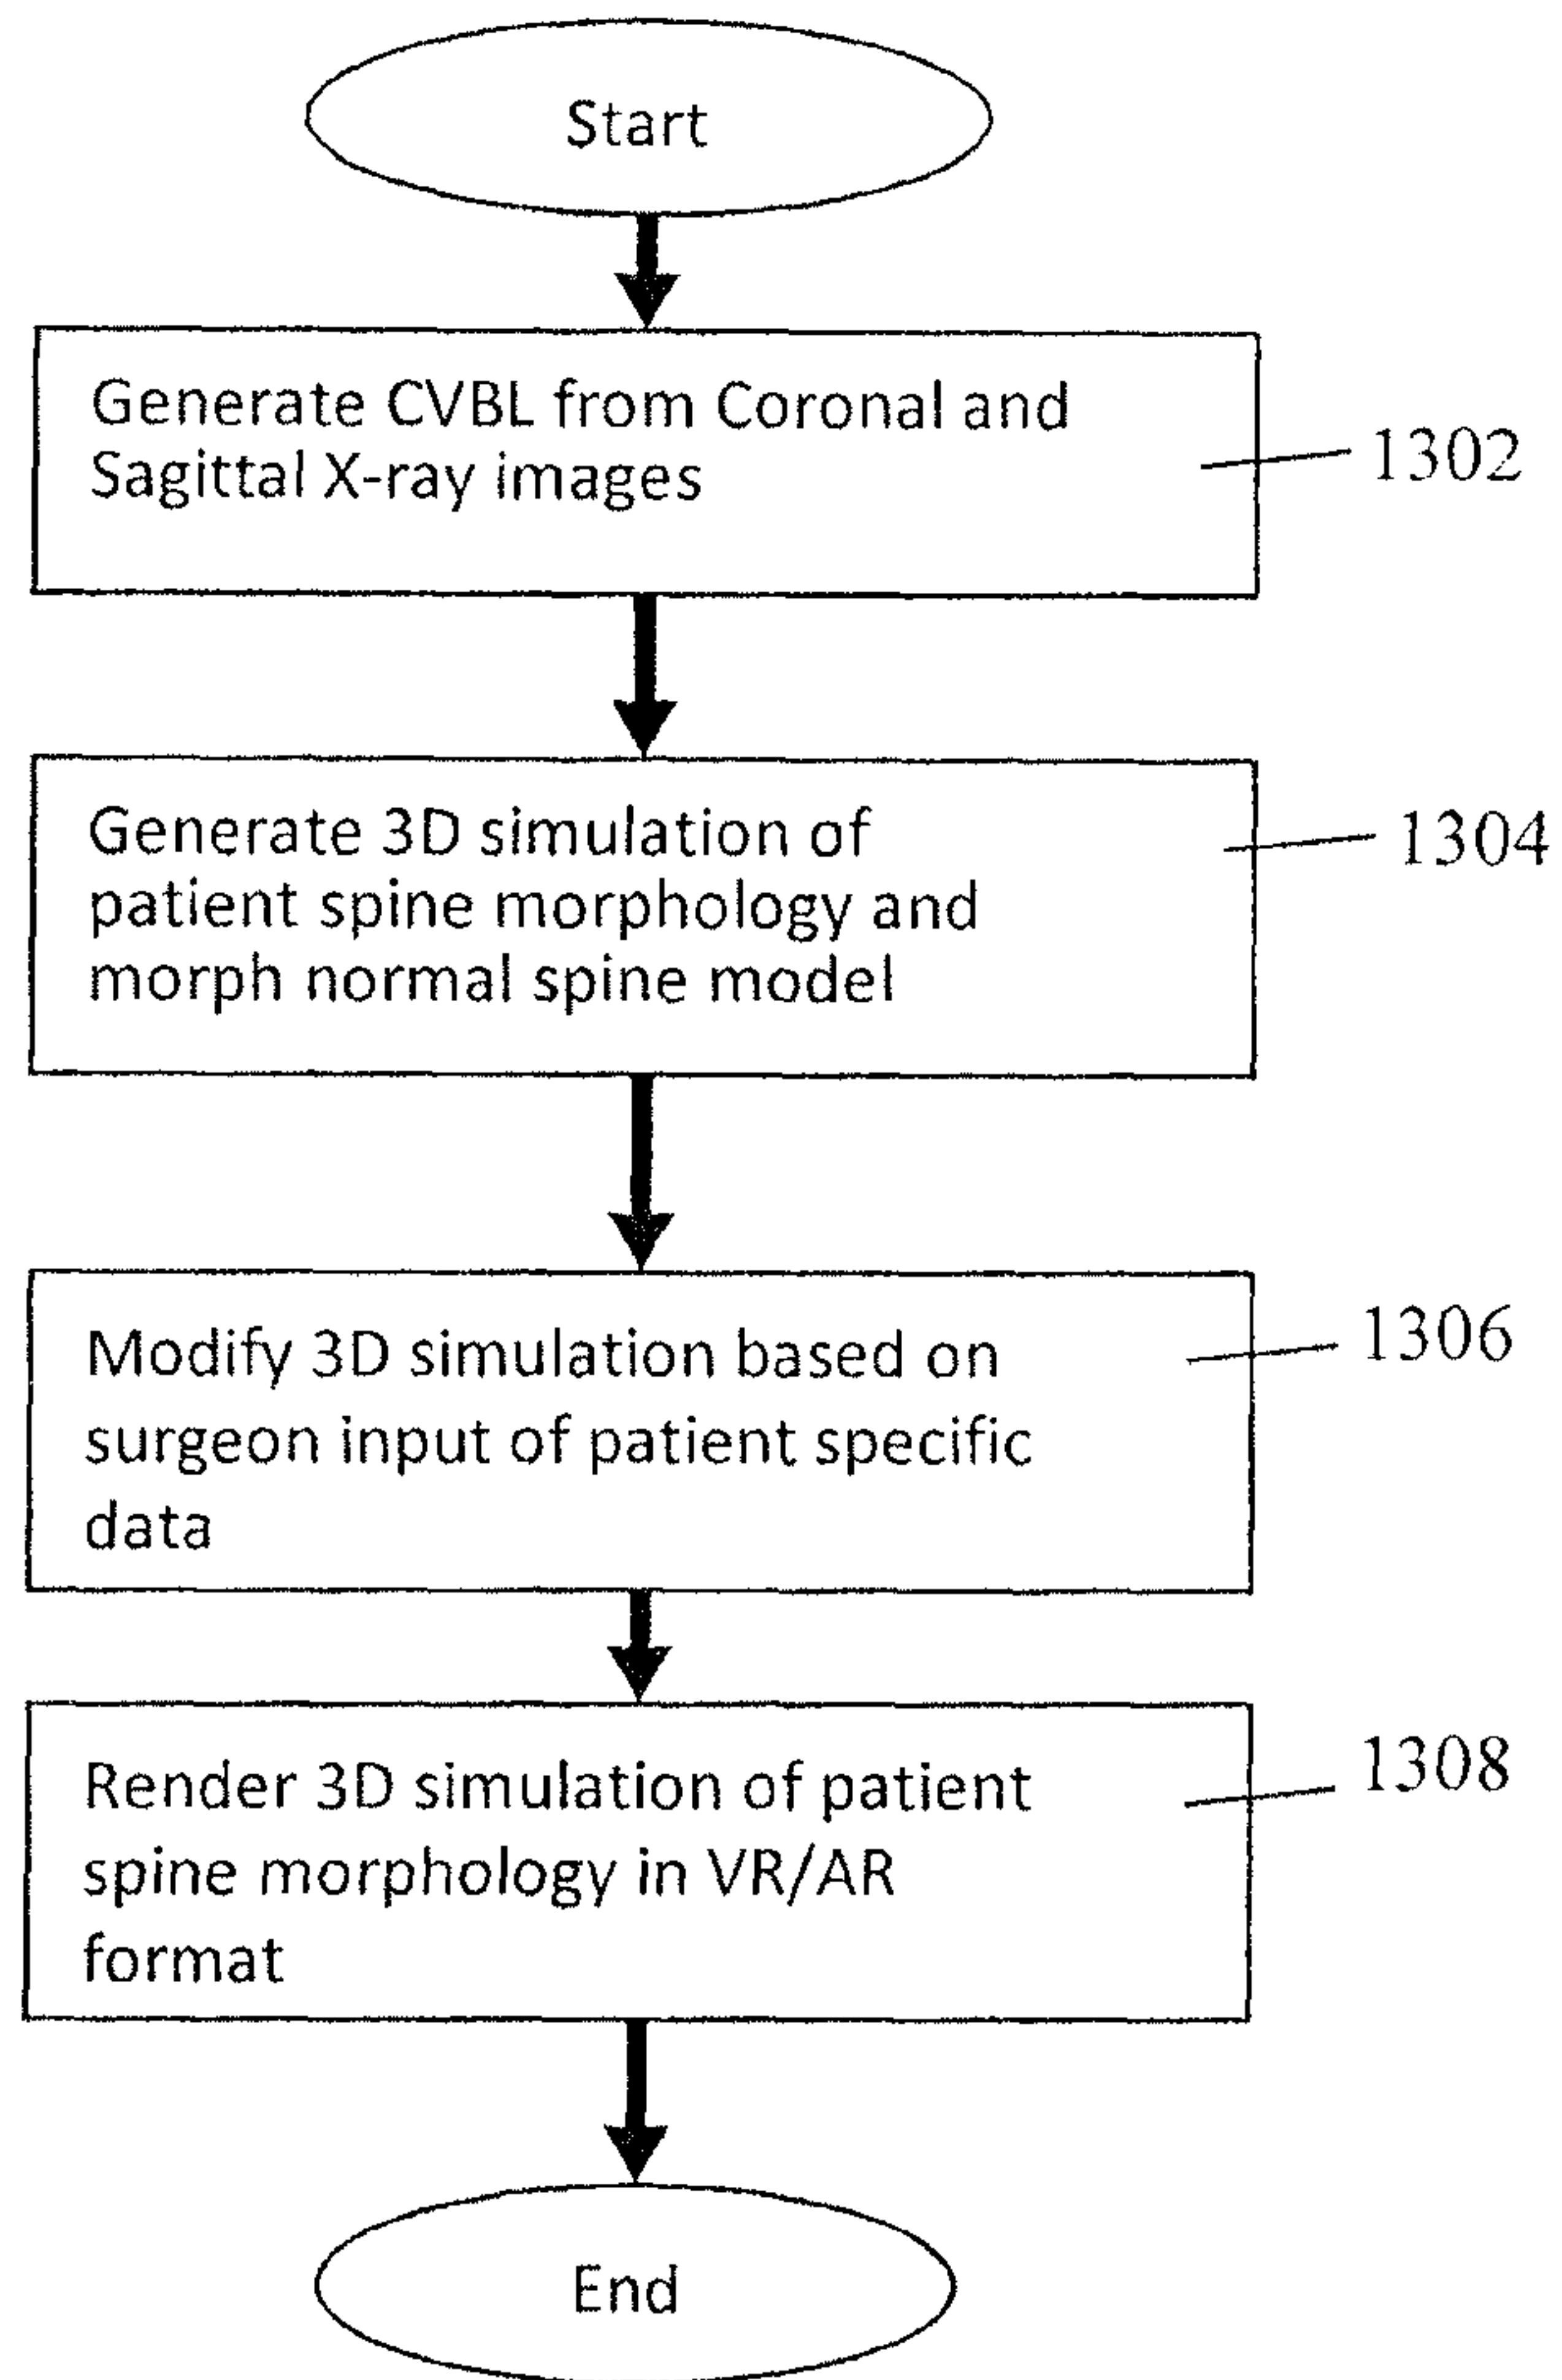 Start
Generate CVBL from Coronal and
Sagittal X-ray images
1302
Generate 3D simulation of
patient spine morphology and
morph normal spine model
1304
Modify 3D simulation based on
surgeon input of patient specific
data
1306
Render 3D simulation of patient
spine morphology in VR/AR
format
1308
End